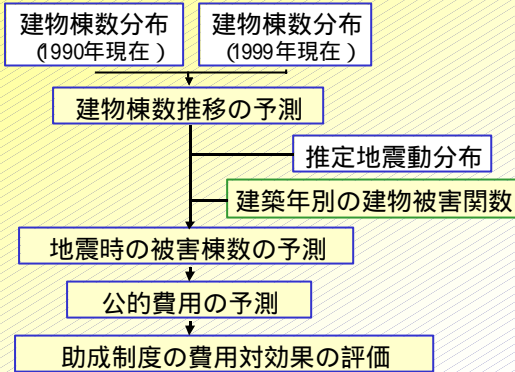 建物棟数分布
(1990年現在)
建物棟数分布
(1999年現在)
建物棟数推移の予測
推定地震動分布
建築年別の建物被害関数
地震時の被害棟数の予測
公的費用の予測
助成制度の費用対効果の評価